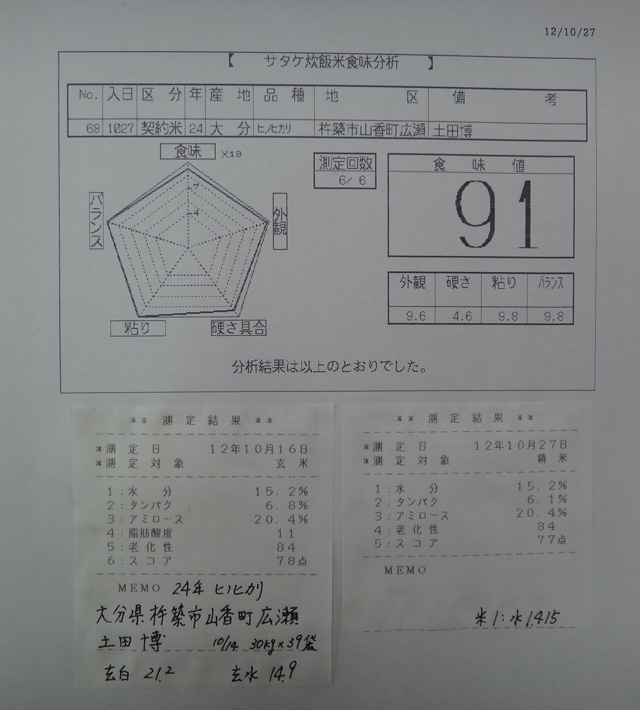 12/10/27
【 サタケ炊飯米食味分析 】
No. 入日 区分 年 産地 品種 地区 備考
68 1027 契約米 24 大分 ヒノヒカリ 杵築市山香町広瀬 土田博
食味 ×10
7
4
外観
硬さ具合
粘り
バランス
測定回数
6/ 6
食味値
91
外観 硬さ 粘り バランス
9.6 4.6 9.8 9.8
分析結果は以上のとおりでした。
** 測定結果 **
*測定日 12年10月16日
*測定対象 玄米
1:水分 15.2%
2:タンパク 6.8%
3:アミロース 20.4%
4:脂肪酸度 11
5:老化性 84
6:スコア 78点
MEMO 24年 ヒノヒカリ
大分県杵築市山香町広瀬
土田博 10/14 30kg×39袋
玄白 21.2 玄水 14.9
** 測定結果 **
*測定日 12年10月27日
*測定対象 精米
1:水分 15.2%
2:タンパク 6.1%
3:アミロース 20.4%
4:老化性 84
5:スコア 77点
MEMO
米1:水1.415